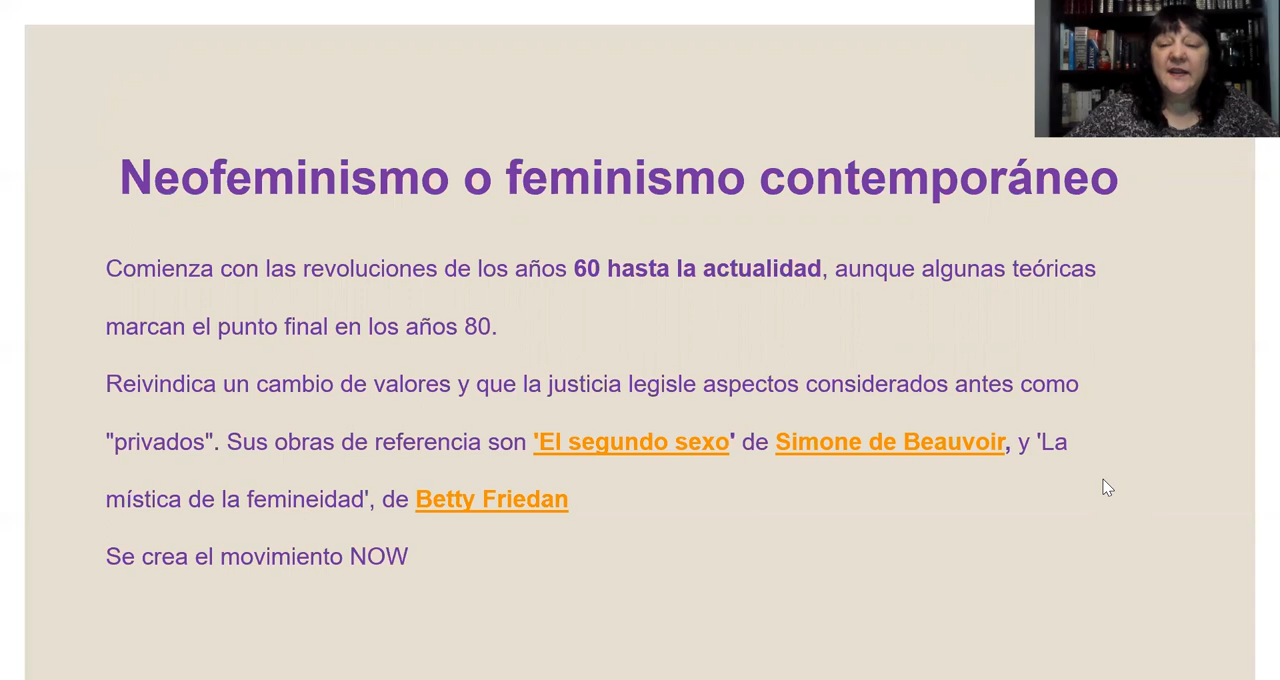 Neofeminismo o feminismo contemporáneo
Comienza con las revoluciones de los años 60 hasta la actualidad, aunque algunas teóricas
marcan el punto final en los años 80.
Reivindica un cambio de valores y que la justicia legisle aspectos considerados antes como
"privados". Sus obras de referencia son 'El segundo sexo' de Simone de Beauvoir, y 'La
mística de la femineidad', de Betty Friedan
Se crea el movimiento NOW